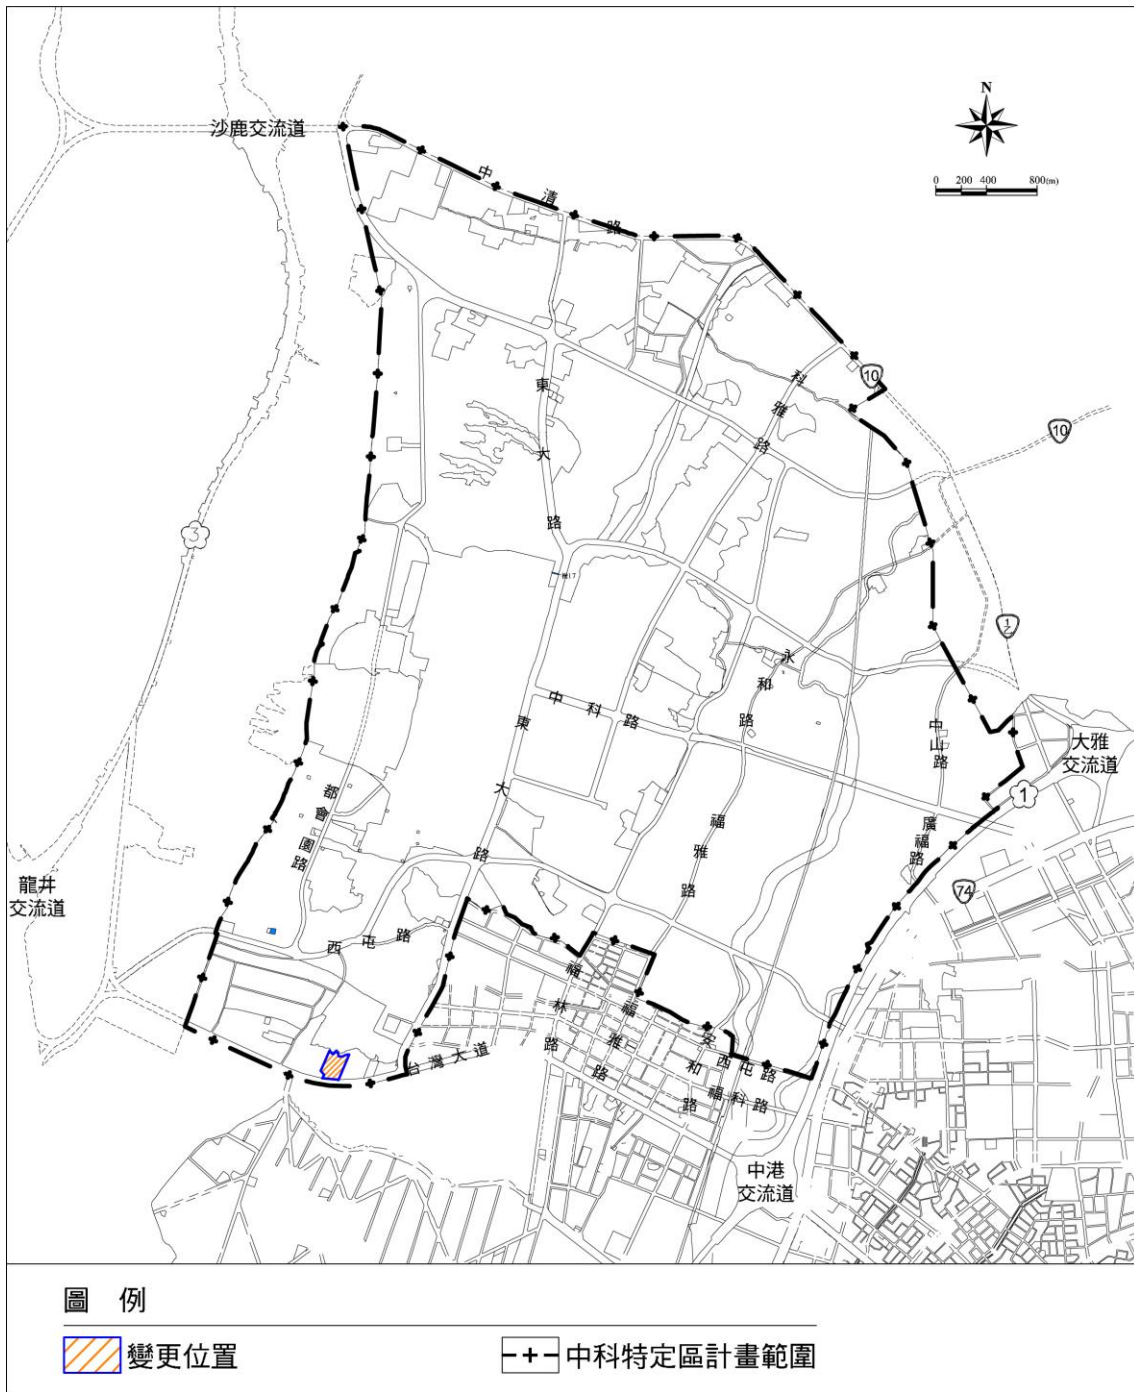 N
0 200 400 800(m)
沙鹿交流道
中清路
10
10
科雅路
東大路
3
1乙
永和路
中科路
東大路
中山路
大雅
交流道
1
都會園路
福雅路
廣福路
74
龍井
交流道
西屯路
福林路
福雅路
安和路
西屯路
福科路
台灣大道
中港
交流道
圖 例
變更位置
中科特定區計畫範圍